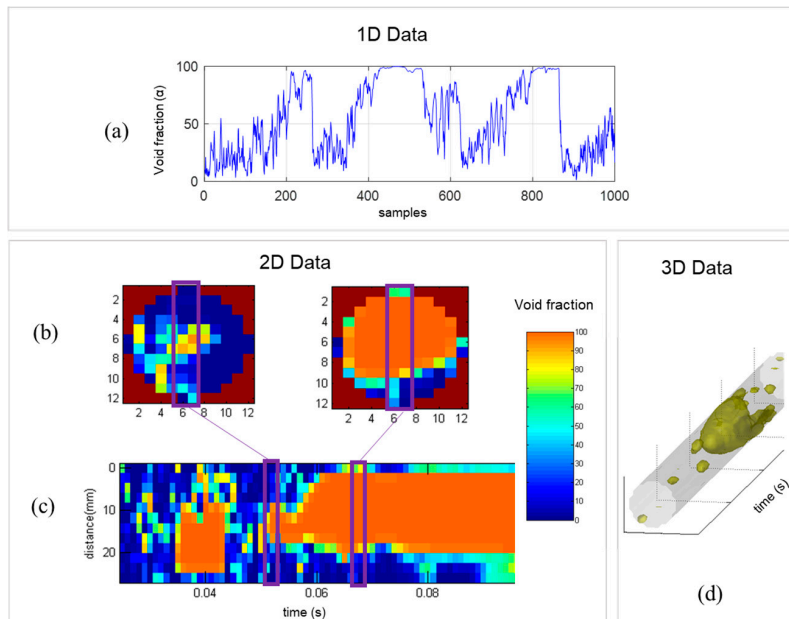 1D Data
(a)
Void fraction (α)
100
50
0
0 200 400 600 800 1000
samples
2D Data
(b)
2
4
6
8
10
12
2 4 6 8 10 12
2
4
6
8
10
12
2 4 6 8 10 12
Void fraction
100
90
80
70
60
50
40
30
20
10
0
(c)
distance(mm)
0
10
20
0.04 0.06 0.08
time (s)
3D Data
time (s)
(d)